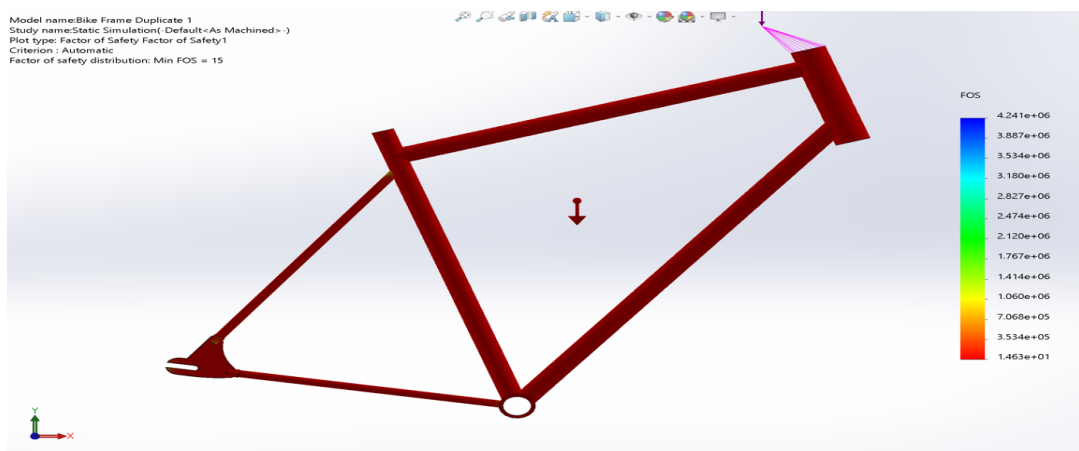 Model name:Bike Frame Duplicate 1
Study name:Static Simulation(-Default<As Machined>-)
Plot type: Factor of Safety Factor of Safety1
Criterion : Automatic
Factor of safety distribution: Min FOS = 15
FOS
4.241e+06
3.887e+06
3.534e+06
3.180e+06
2.827e+06
2.474e+06
2.120e+06
1.767e+06
1.414e+06
1.060e+06
7.068e+05
3.534e+05
1.463e+01
Y
X